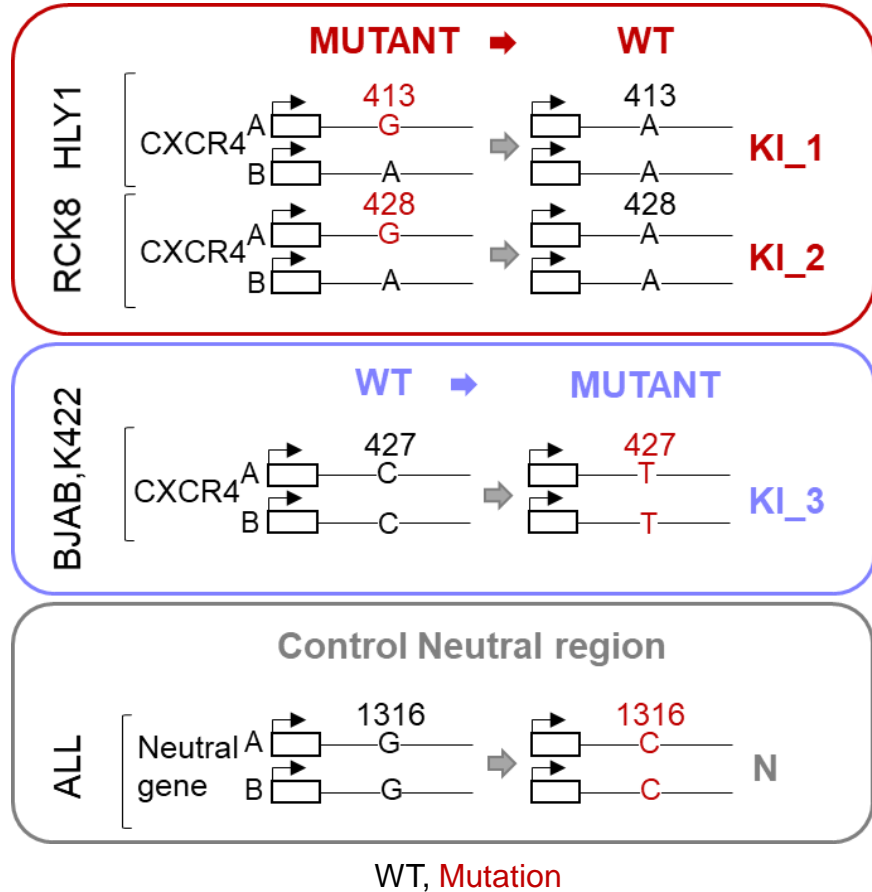 MUTANT WT
HLY1
413 413
A G A
CXCR4 KI_1
B A A
RCK8
428 428
A G A
CXCR4 KI_2
B A A
WT MUTANT
BJAB,K422
427 427
A C T
CXCR4 KI_3
B C T
Control Neutral region
ALL
1316 1316
Neutral A G C
gene B G C
N
WT, Mutation